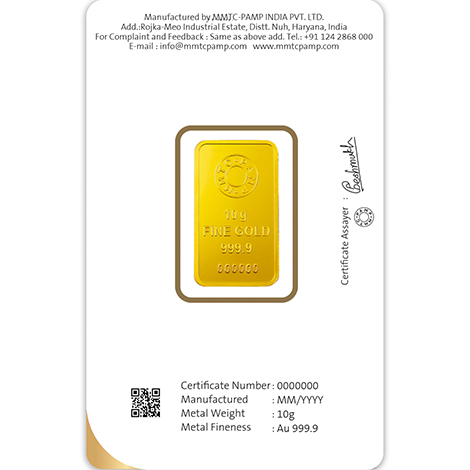 Manufactured by MMTC-PAMP INDIA PVT. LTD.
Add.:Rojka-Meo Industrial Estate, Distt. Nuh, Haryana, India
For Complaint and Feedback : Same as above add. Tel.: +91 124 2868 000
E-mail : info@mmtcpamp.com • www.mmtcpamp.com
10g
FINE GOLD
999.9
000000
Certificate Assayer :
Certificate Number : 0000000
Manufactured : MM/YYYY
Metal Weight : 10g
Metal Fineness : Au 999.9